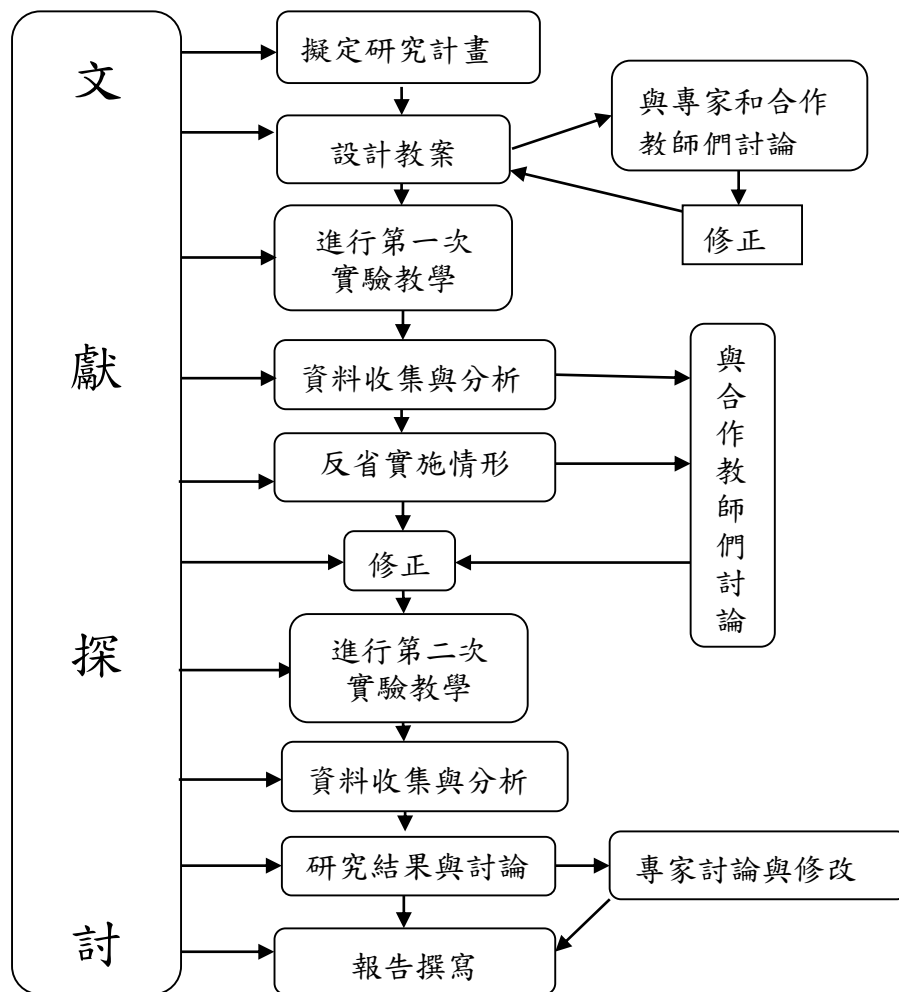 文
獻
探
討
擬定研究計畫
設計教案
與專家和合作
教師們討論
修正
進行第一次
實驗教學
資料收集與分析
與
合
作
教
師
們
討
論
反省實施情形
修正
進行第二次
實驗教學
資料收集與分析
研究結果與討論
專家討論與修改
報告撰寫